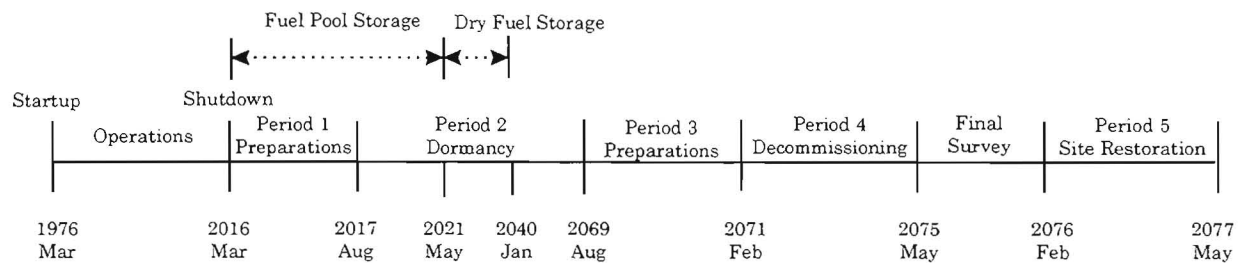 Fuel Pool Storage
Dry Fuel Storage
Startup
Shutdown
Operations
Period 1
Preparations
Period 2
Dormancy
Period 3
Preparations
Period 4
Decommissioning
Final
Survey
Period 5
Site Restoration
1976
Mar
2016
Mar
2017
Aug
2021
May
2040
Jan
2069
Aug
2071
Feb
2075
May
2076
Feb
2077
May